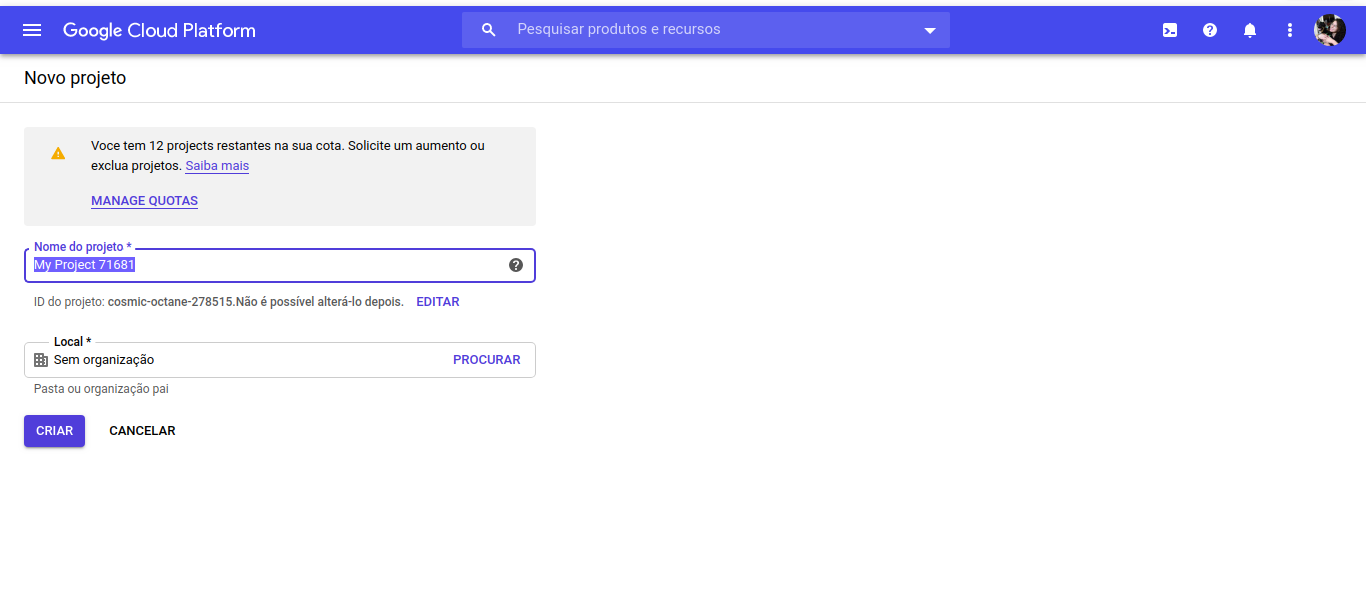 Google Cloud Platform
Pesquisar produtos e recursos
Novo projeto
Voce tem 12 projects restantes na sua cota. Solicite um aumento ou
exclua projetos. Saiba mais
MANAGE QUOTAS
Nome do projeto *
My Project 71681
ID do projeto: cosmic-octane-278515.Não é possível alterá-lo depois. EDITAR
Local *
Sem organização PROCURAR
Pasta ou organização pai
CRIAR CANCELAR